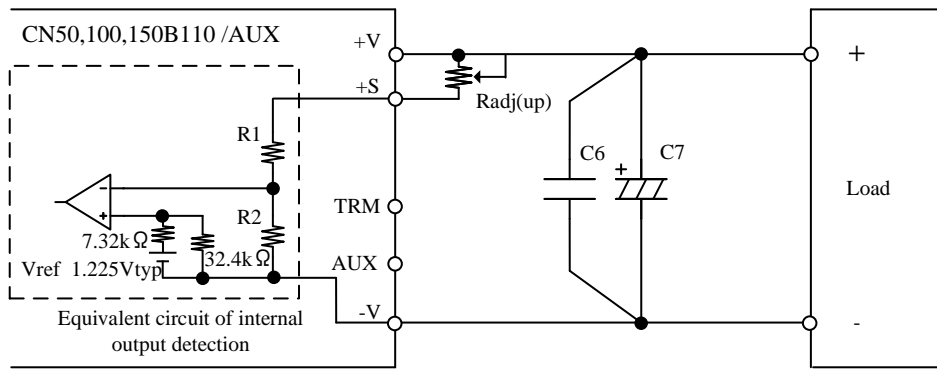 CN50,100,150B110 /AUX
+V
+
+S
Radj(up)
R1
C6
C7
+
-
+
TRM
Load
R2
7.32kΩ
32.4kΩ
Vref 1.225Vtyp
AUX
-V
-
Equivalent circuit of internal
output detection